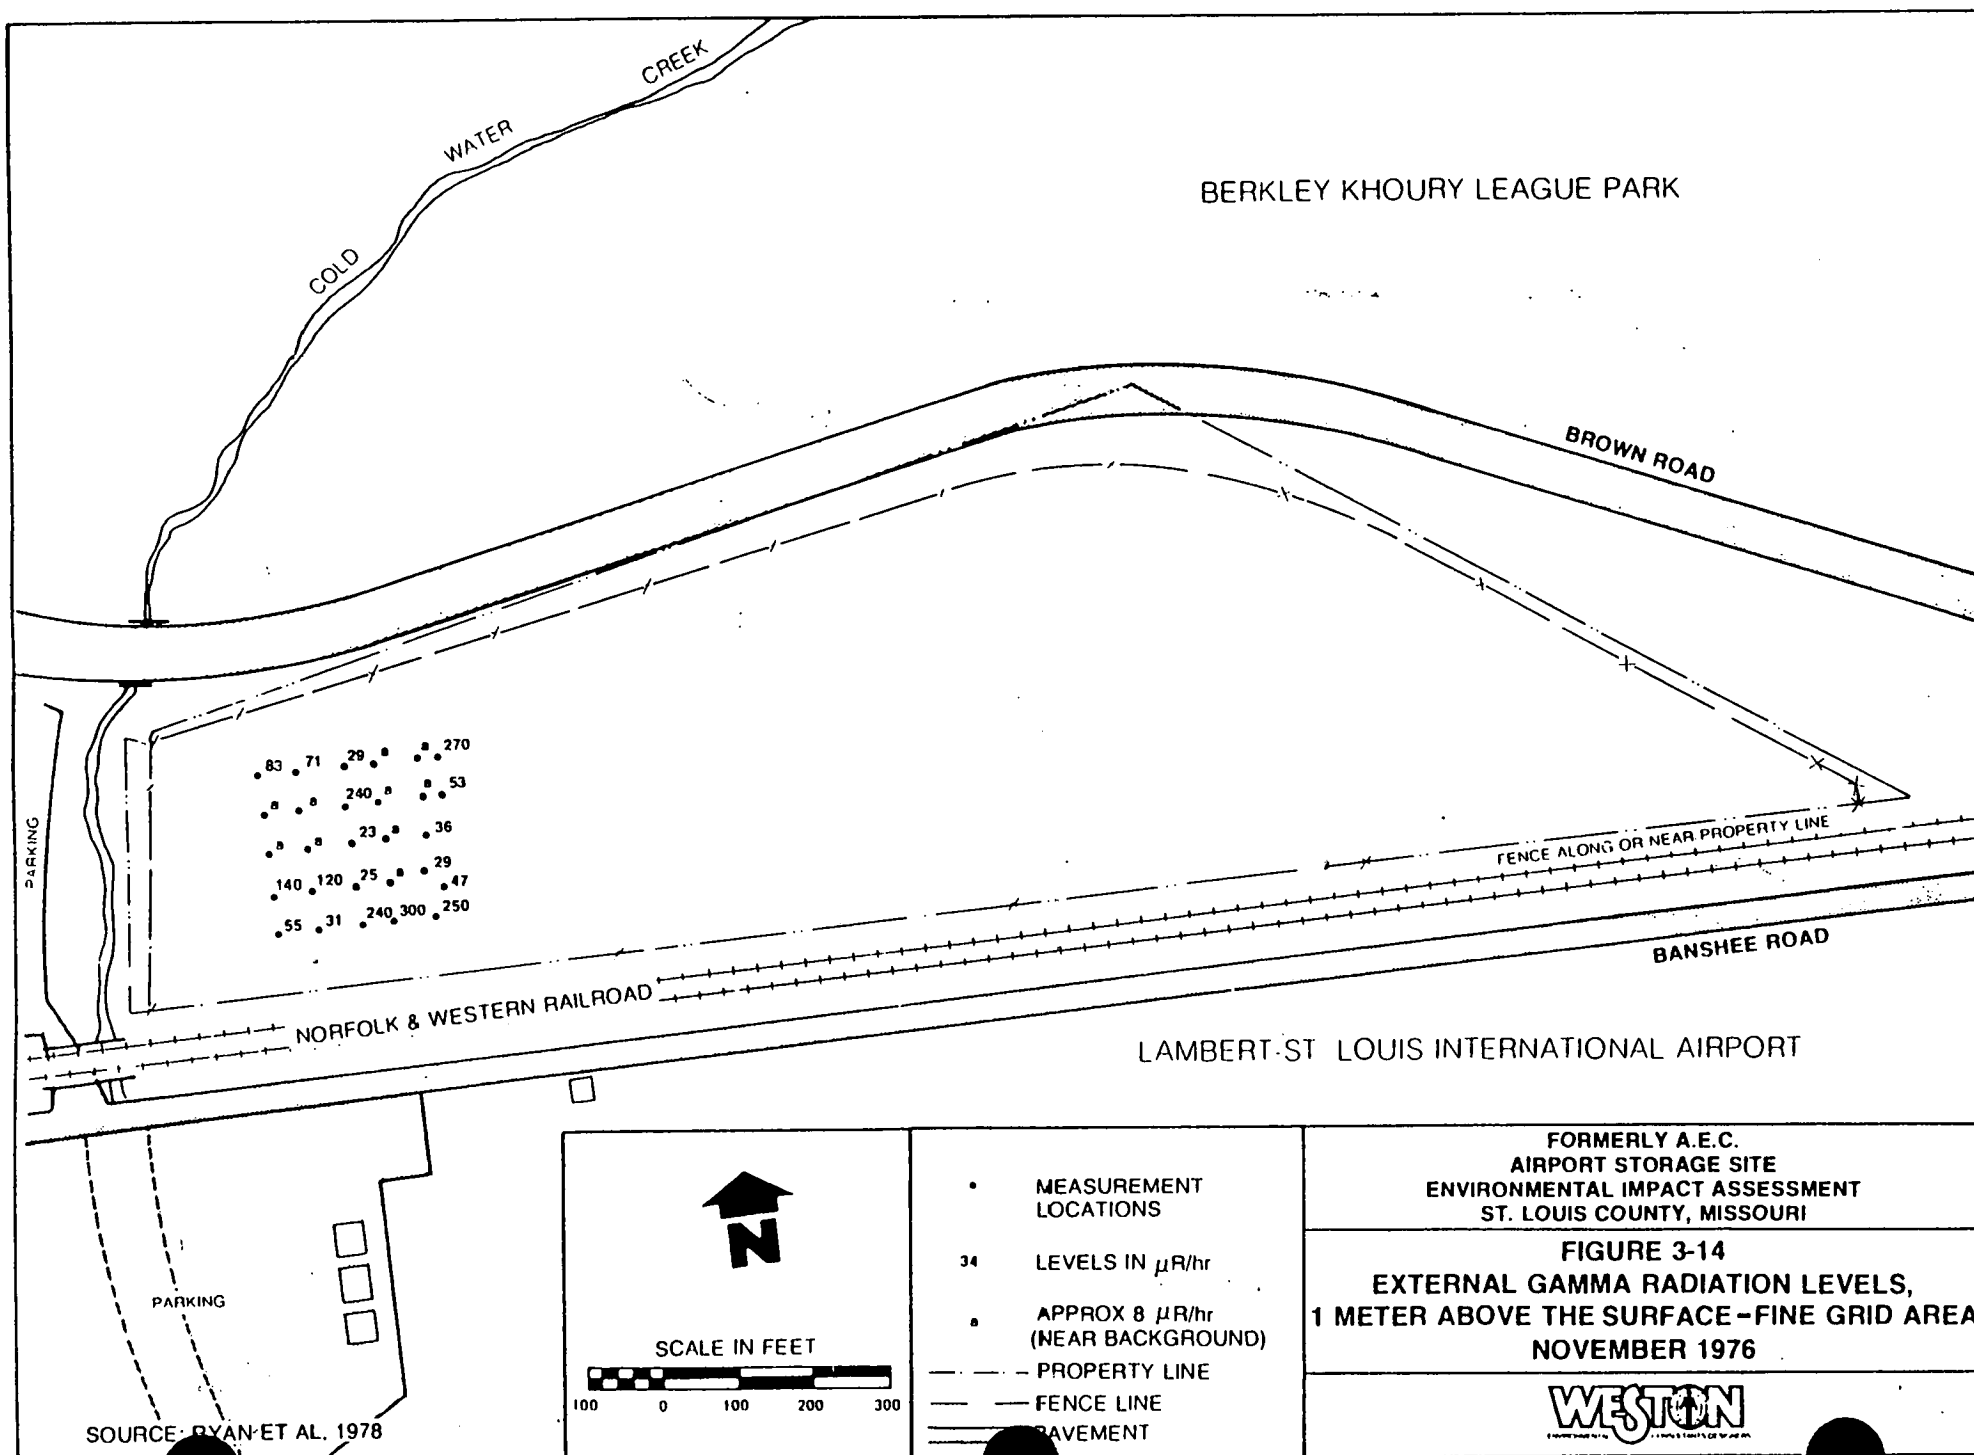 CREEK
WATER
COLD
BERKLEY KHOURY LEAGUE PARK
BROWN ROAD
PARKING
83 71 29 a a 270
a a 240 a a 53
a a 23 a 36
140 120 25 a 29
47
55 31 240 300 250
FENCE ALONG OR NEAR PROPERTY LINE
NORFOLK & WESTERN RAILROAD
BANSHEE ROAD
LAMBERT-ST LOUIS INTERNATIONAL AIRPORT
PARKING
SOURCE: RYAN ET AL. 1978
N
SCALE IN FEET
100 0 100 200 300
MEASUREMENT
LOCATIONS
34 LEVELS IN μR/hr
a APPROX 8 μR/hr
(NEAR BACKGROUND)
PROPERTY LINE
FENCE LINE
PAVEMENT
FORMERLY A.E.C.
AIRPORT STORAGE SITE
ENVIRONMENTAL IMPACT ASSESSMENT
ST. LOUIS COUNTY, MISSOURI
FIGURE 3-14
EXTERNAL GAMMA RADIATION LEVELS,
1 METER ABOVE THE SURFACE-FINE GRID AREA
NOVEMBER 1976
WESTON